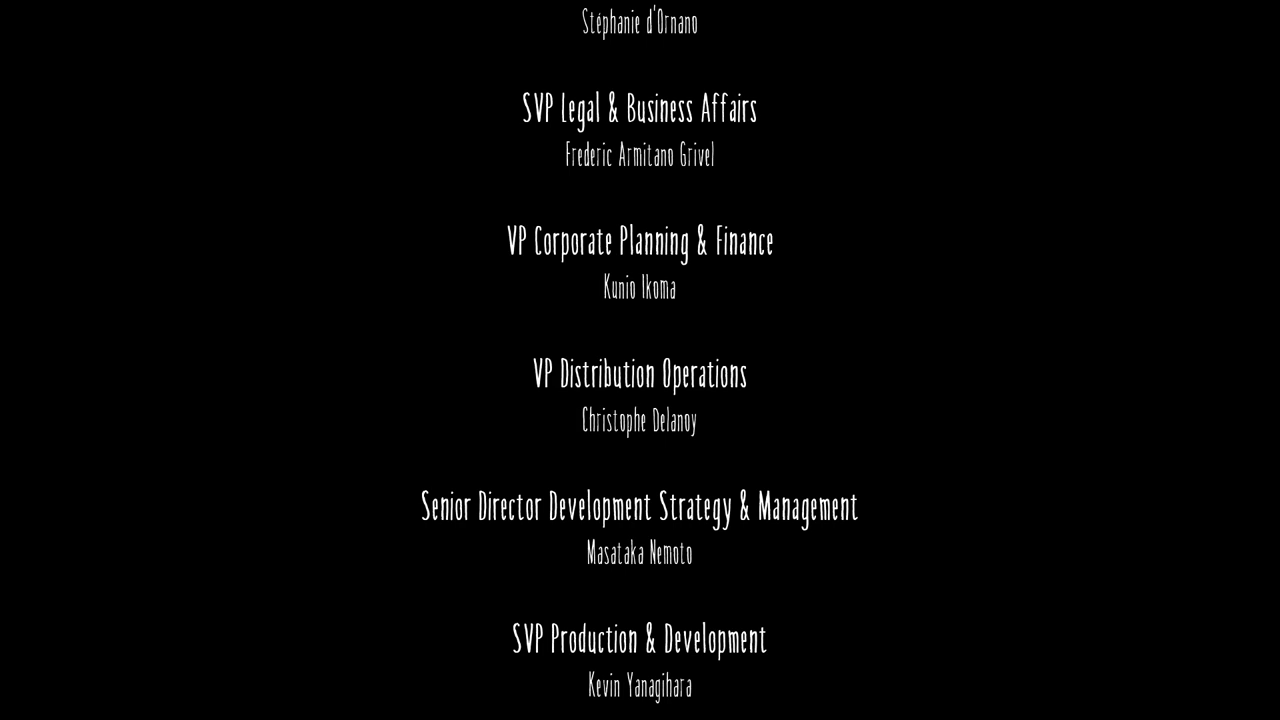 Stéphanie d'Ornano
SVP Legal & Business Affairs
Frederic Armitano Grivel
VP Corporate Planning & Finance
Kunio Ikoma
VP Distribution Operations
Christophe Delanoy
Senior Director Development Strategy & Management
Masataka Nemoto
SVP Production & Development
Kevin Yanagihara